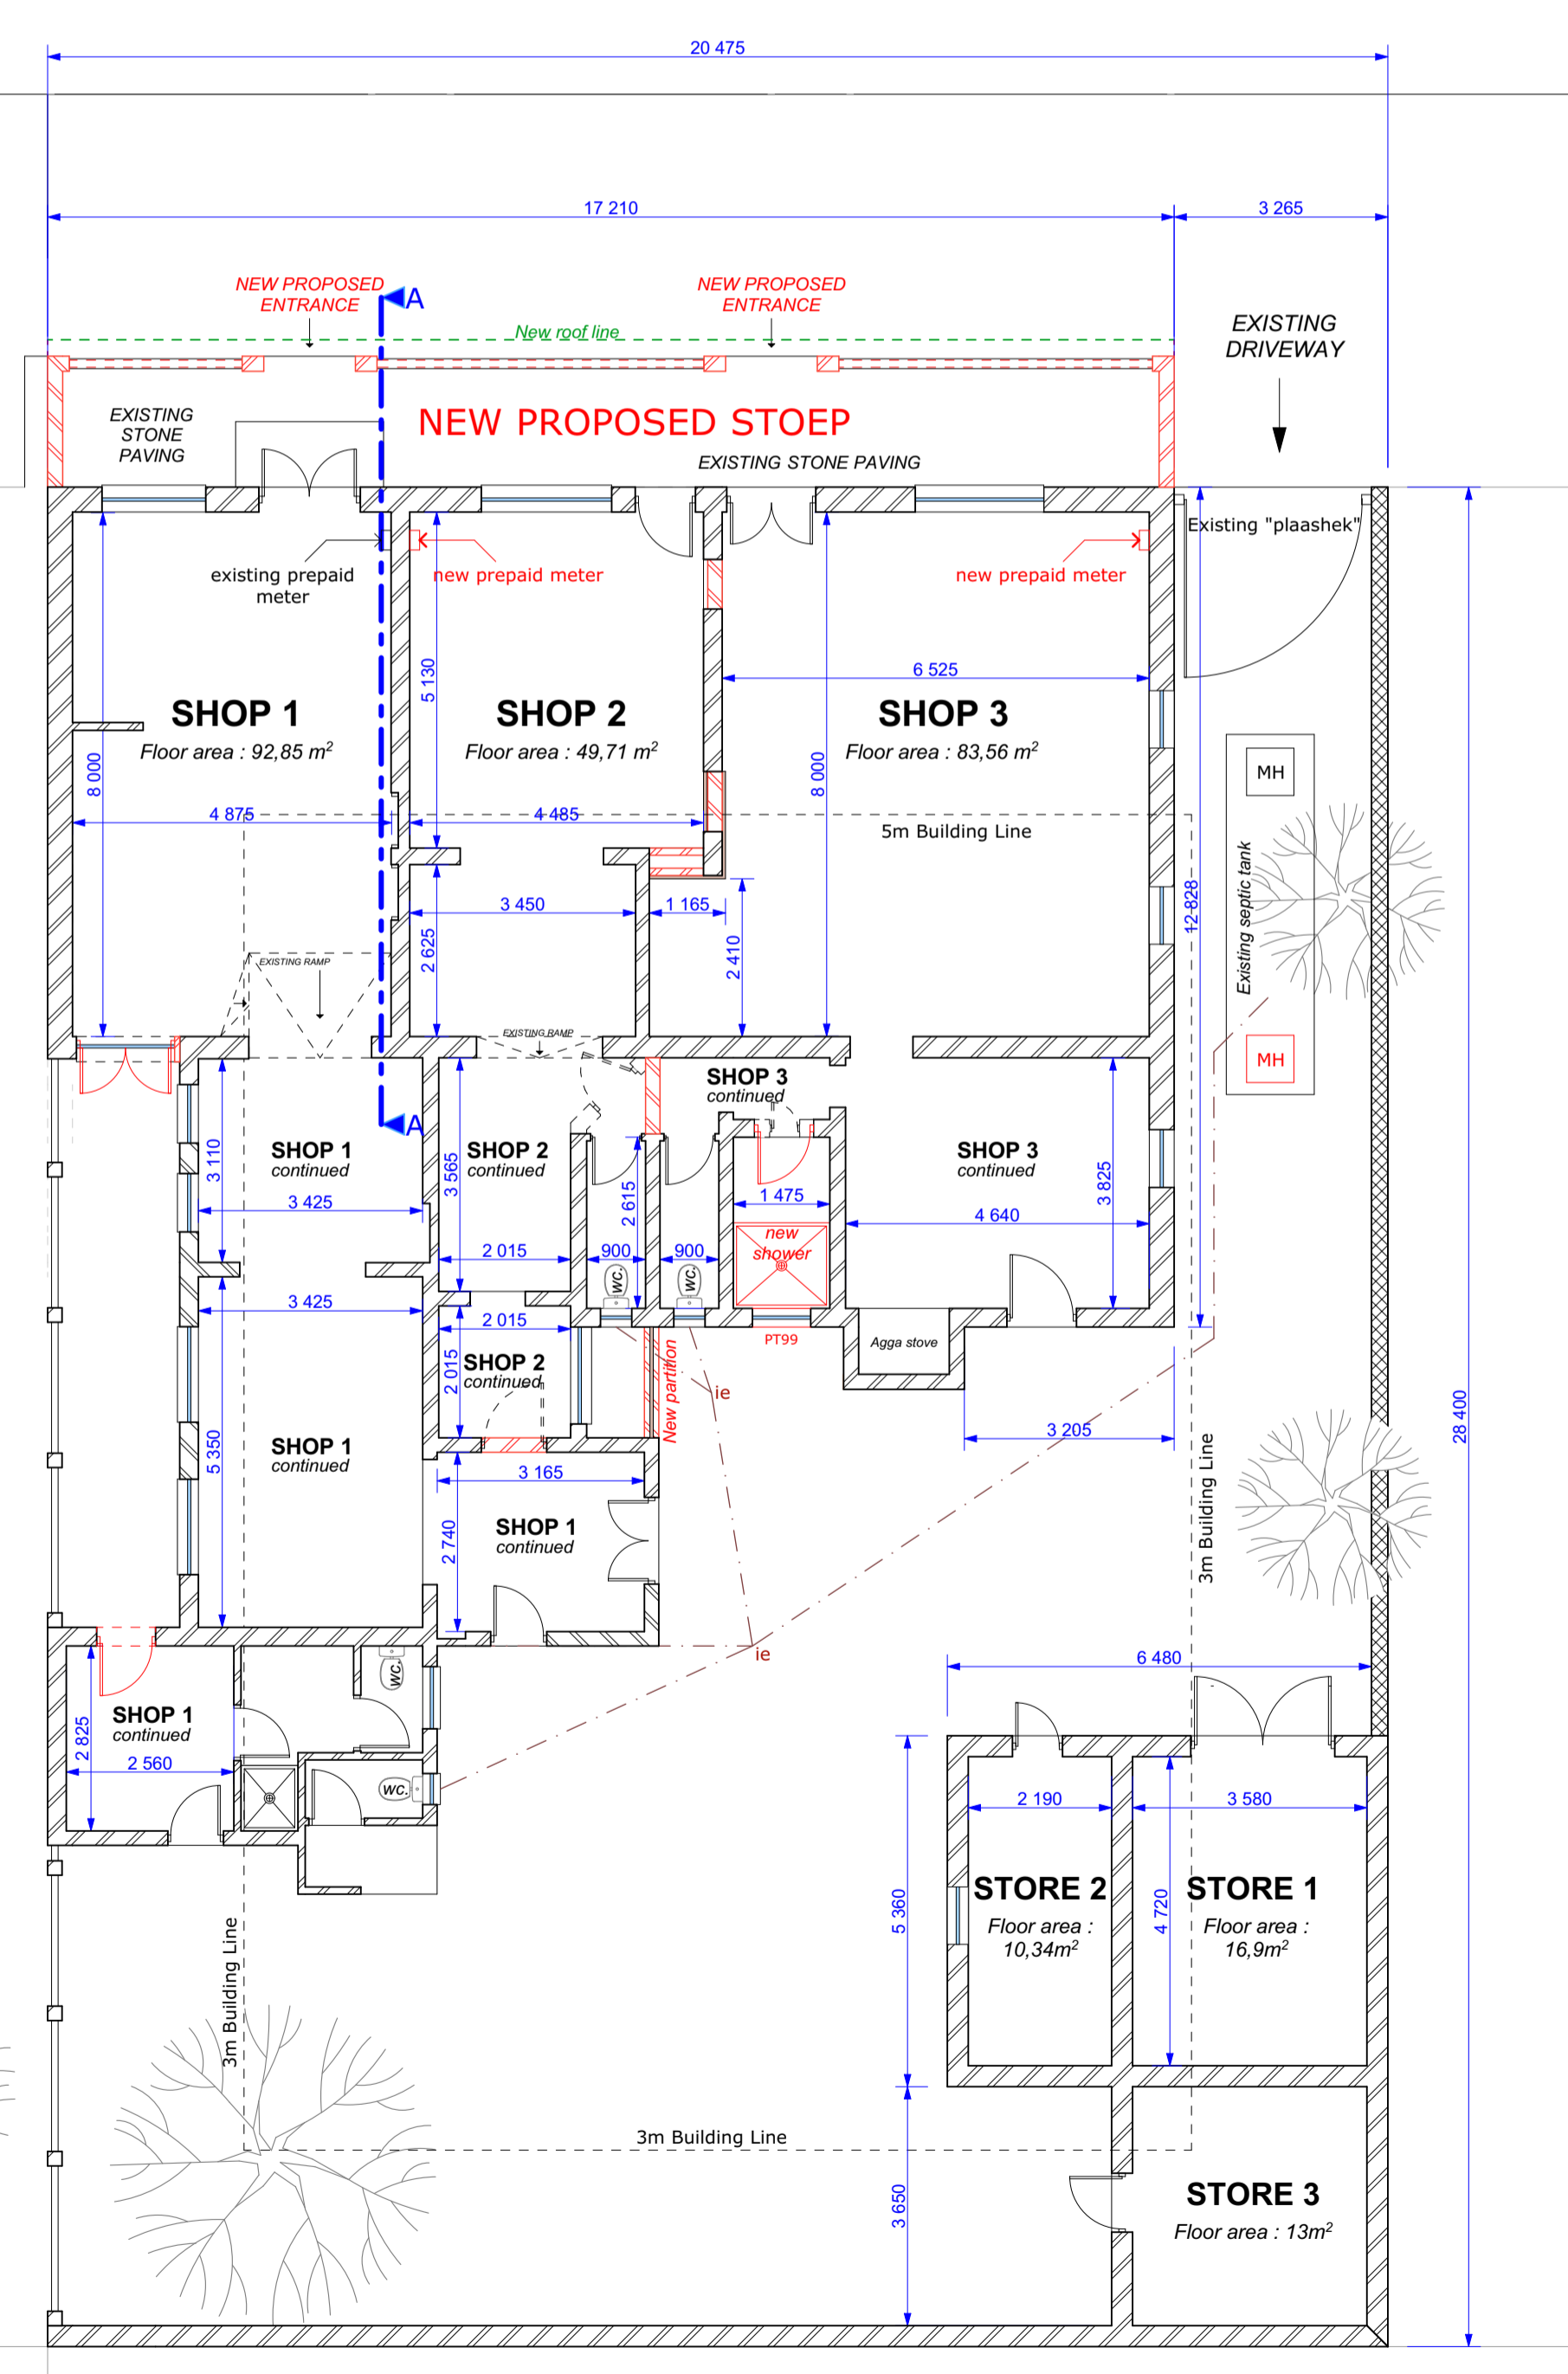 20 475
17 210
3 265
NEW PROPOSED
ENTRANCE
A
NEW PROPOSED
ENTRANCE
New roof line
EXISTING
DRIVEWAY
EXISTING
STONE
PAVING
NEW PROPOSED STOEP
EXISTING STONE PAVING
Existing "plaashek"
existing prepaid
meter
new prepaid meter
new prepaid meter
5 130
6 525
SHOP 1
Floor area : 92,85 m²
SHOP 2
Floor area : 49,71 m²
SHOP 3
Floor area : 83,56 m²
8 000
8 000
MH
4 875
4 485
5m Building Line
Existing septic tank
12 828
3 450
1 165
2 625
2 410
EXISTING RAMP
EXISTING RAMP
MH
SHOP 3
continued
SHOP 1
continued
A
SHOP 2
continued
SHOP 3
continued
3 110
3 565
2 615
3 825
3 425
1 475
4 640
2 015
900
900
new
shower
wc.
wc.
3 425
2 015
PT99
Agga stove
SHOP 2
continued
2 015
New partition
ie
3 205
28 400
5 350
SHOP 1
continued
3 165
3m Building Line
SHOP 1
continued
2 740
ie
6 480
wc.
SHOP 1
continued
2 825
2 560
wc.
2 190
3 580
STORE 2
Floor area :
10,34m²
STORE 1
Floor area :
16,9m²
5 360
4 720
3m Building Line
3m Building Line
3 650
STORE 3
Floor area : 13m²